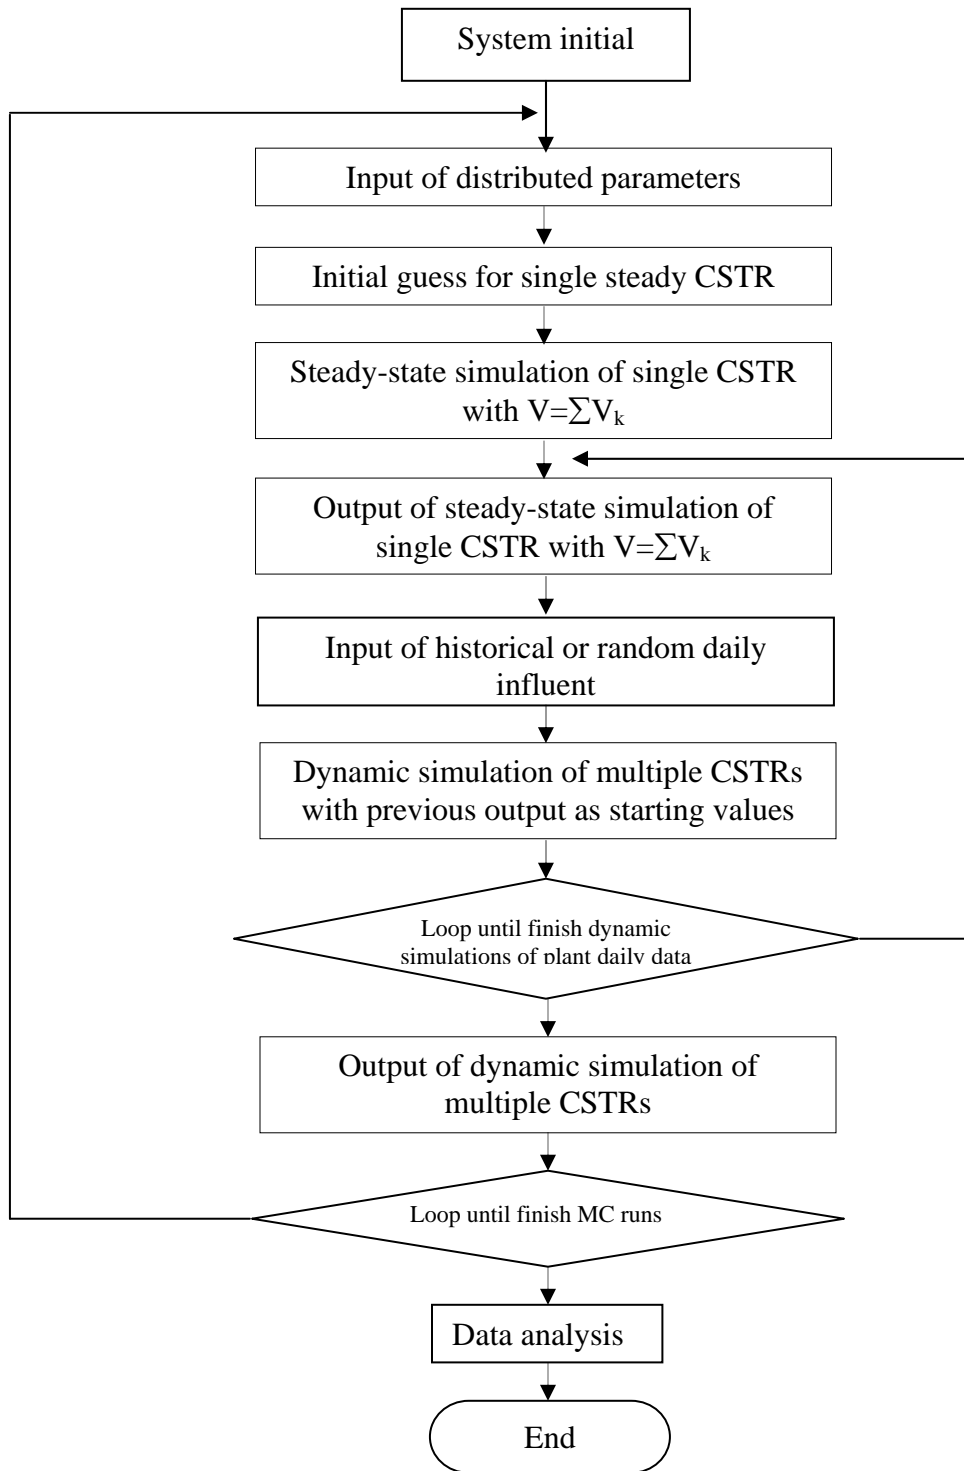 System initial
Input of distributed parameters
Initial guess for single steady CSTR
Steady-state simulation of single CSTR
with V=∑Vk
Output of steady-state simulation of
single CSTR with V=∑Vk
Input of historical or random daily
influent
Dynamic simulation of multiple CSTRs
with previous output as starting values
Loop until finish dynamic
simulations of plant daily data
Output of dynamic simulation of
multiple CSTRs
Loop until finish MC runs
Data analysis
End